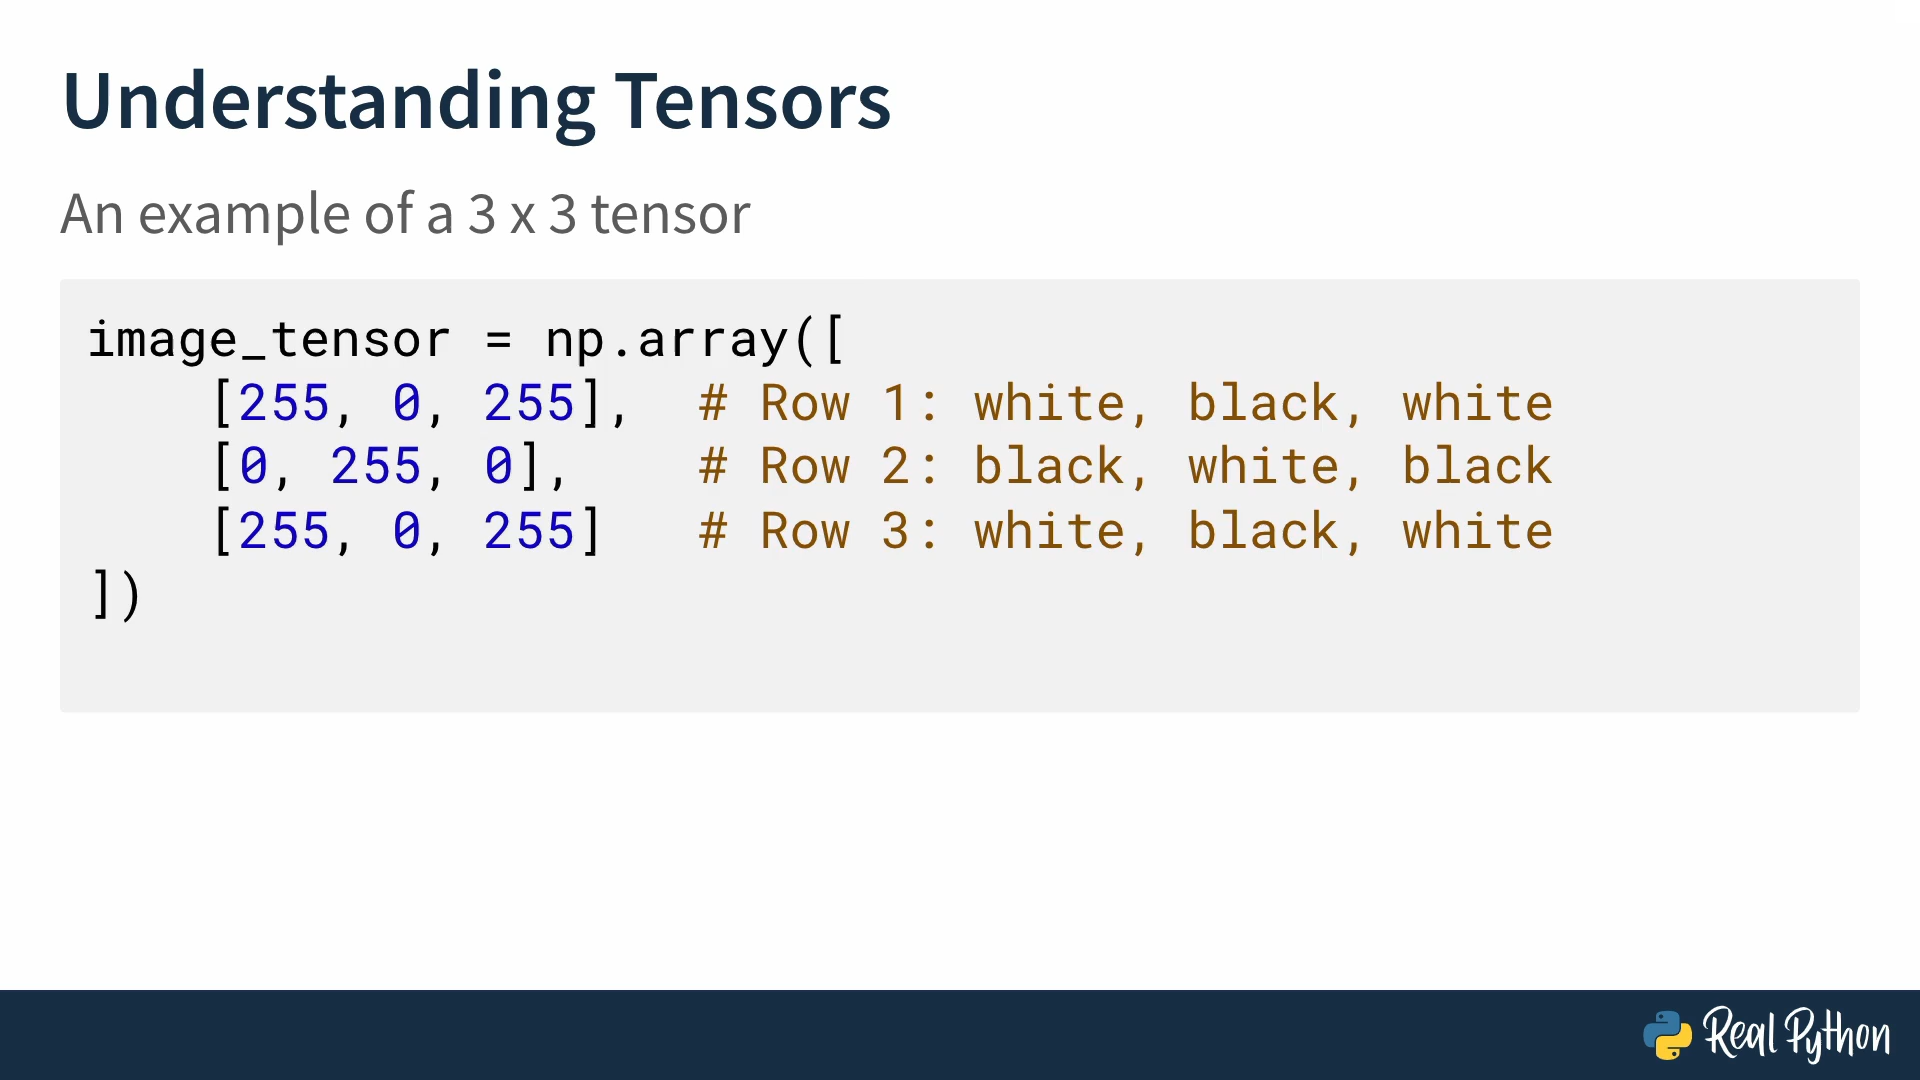 Understanding Tensors
An example of a 3 x 3 tensor
image_tensor = np.array([
    [255, 0, 255],  # Row 1: white, black, white
    [0, 255, 0],    # Row 2: black, white, black
    [255, 0, 255]   # Row 3: white, black, white
])
Real Python